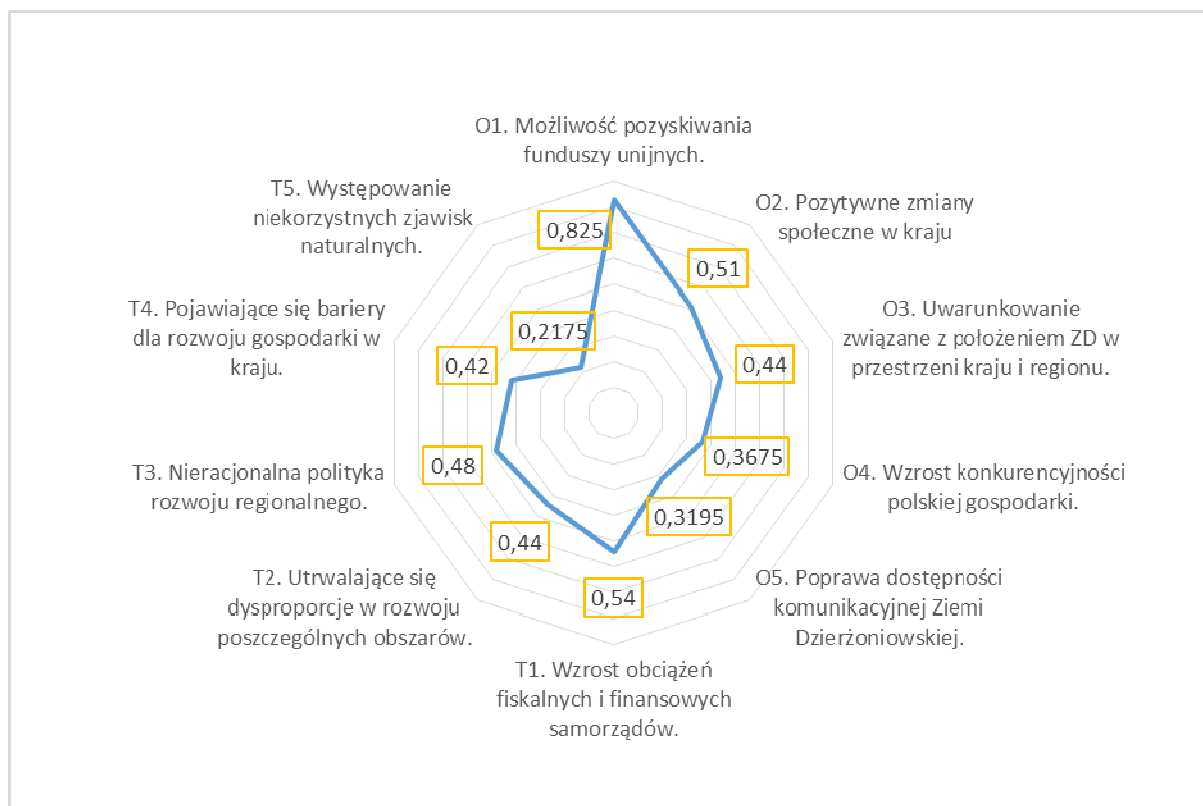 O1. Możliwość pozyskiwania
funduszy unijnych.
0,825
O2. Pozytywne zmiany
społeczne w kraju
0,51
O3. Uwarunkowanie
związane z położeniem ZD w
przestrzeni kraju i regionu.
0,44
O4. Wzrost konkurencyjności
polskiej gospodarki.
0,3675
O5. Poprawa dostępności
komunikacyjnej Ziemi
Dzierżoniowskiej.
0,3195
T1. Wzrost obciążeń
fiskalnych i finansowych
samorządów.
0,54
T2. Utrwalające się
dysproporcje w rozwoju
poszczególnych obszarów.
0,44
T3. Nieracjonalna polityka
rozwoju regionalnego.
0,48
T4. Pojawiające się bariery
dla rozwoju gospodarki w
kraju.
0,42
T5. Występowanie
niekorzystnych zjawisk
naturalnych.
0,2175